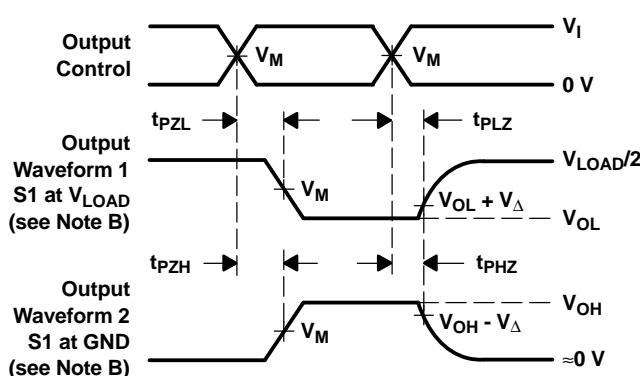 Output
Control
V_I
V_M
V_M
0 V
t_PZL
t_PLZ
Output
Waveform 1
S1 at V_LOAD
(see Note B)
V_LOAD/2
V_M
V_OL + V_Δ
V_OL
t_PZH
t_PHZ
Output
Waveform 2
S1 at GND
(see Note B)
V_OH
V_M
V_OH - V_Δ
≈0 V